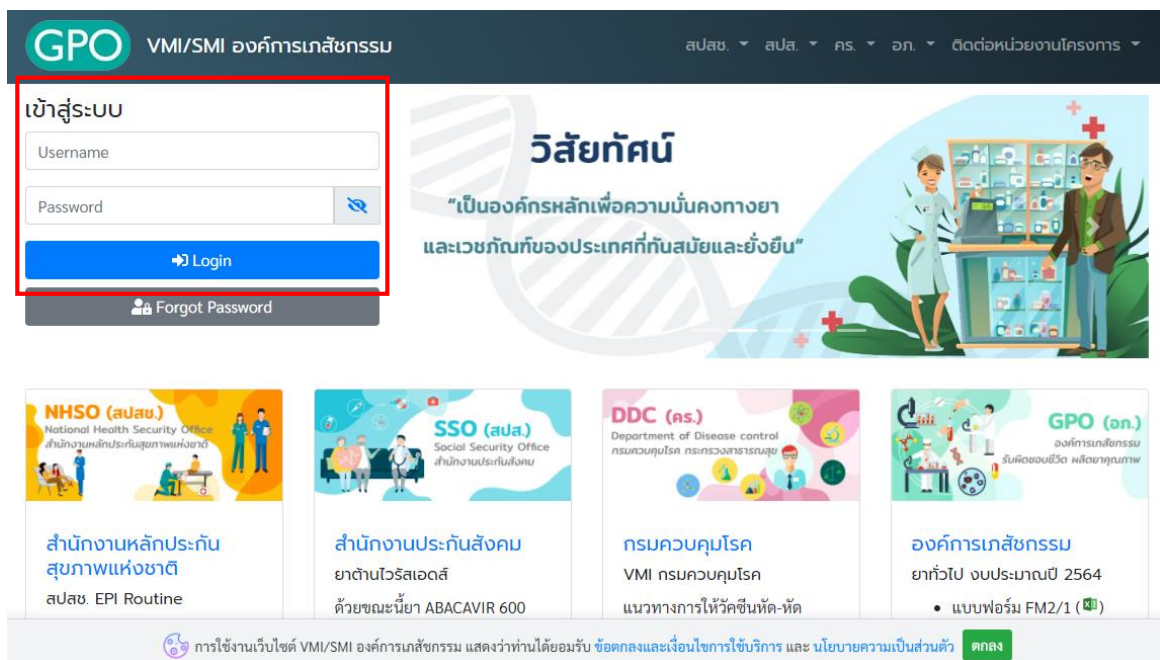 GPO
VMI/SMI องค์การเภสัชกรรม
สปสช. สปส. คร. อภ. ติดต่อหน่วยงานโครงการ
เข้าสู่ระบบ
Username
Password
Login
Forgot Password
วิสัยทัศน์
“เป็นองค์กรหลักเพื่อความมั่นคงทางยา
และเวชภัณฑ์ของประเทศที่ทันสมัยและยั่งยืน”
NHSO (สปสช.)
National Health Security Office
สำนักงานหลักประกันสุขภาพแห่งชาติ
สำนักงานหลักประกัน
สุขภาพแห่งชาติ
สปสช. EPI Routine
SSO (สปส.)
Social Security Office
สำนักงานประกันสังคม
สำนักงานประกันสังคม
ยาต้านไวรัสเอดส์
ด้วยขณะนี้ยา ABACAVIR 600
DDC (คร.)
Department of Disease control
กรมควบคุมโรค กระทรวงสาธารณสุข
กรมควบคุมโรค
VMI กรมควบคุมโรค
แนวทางการให้วัคซีนหัด-หัด
GPO (อภ.)
องค์การเภสัชกรรม
รับผิดชอบชีวิต ผลิตยาคุณภาพ
องค์การเภสัชกรรม
ยาทั่วไป งบประมาณปี 2564
• แบบฟอร์ม FM2/1 ( )
การใช้งานเว็บไซต์ VMI/SMI องค์การเภสัชกรรม แสดงว่าท่านได้ยอมรับ ข้อตกลงและเงื่อนไขการใช้บริการ และ นโยบายความเป็นส่วนตัว ตกลง